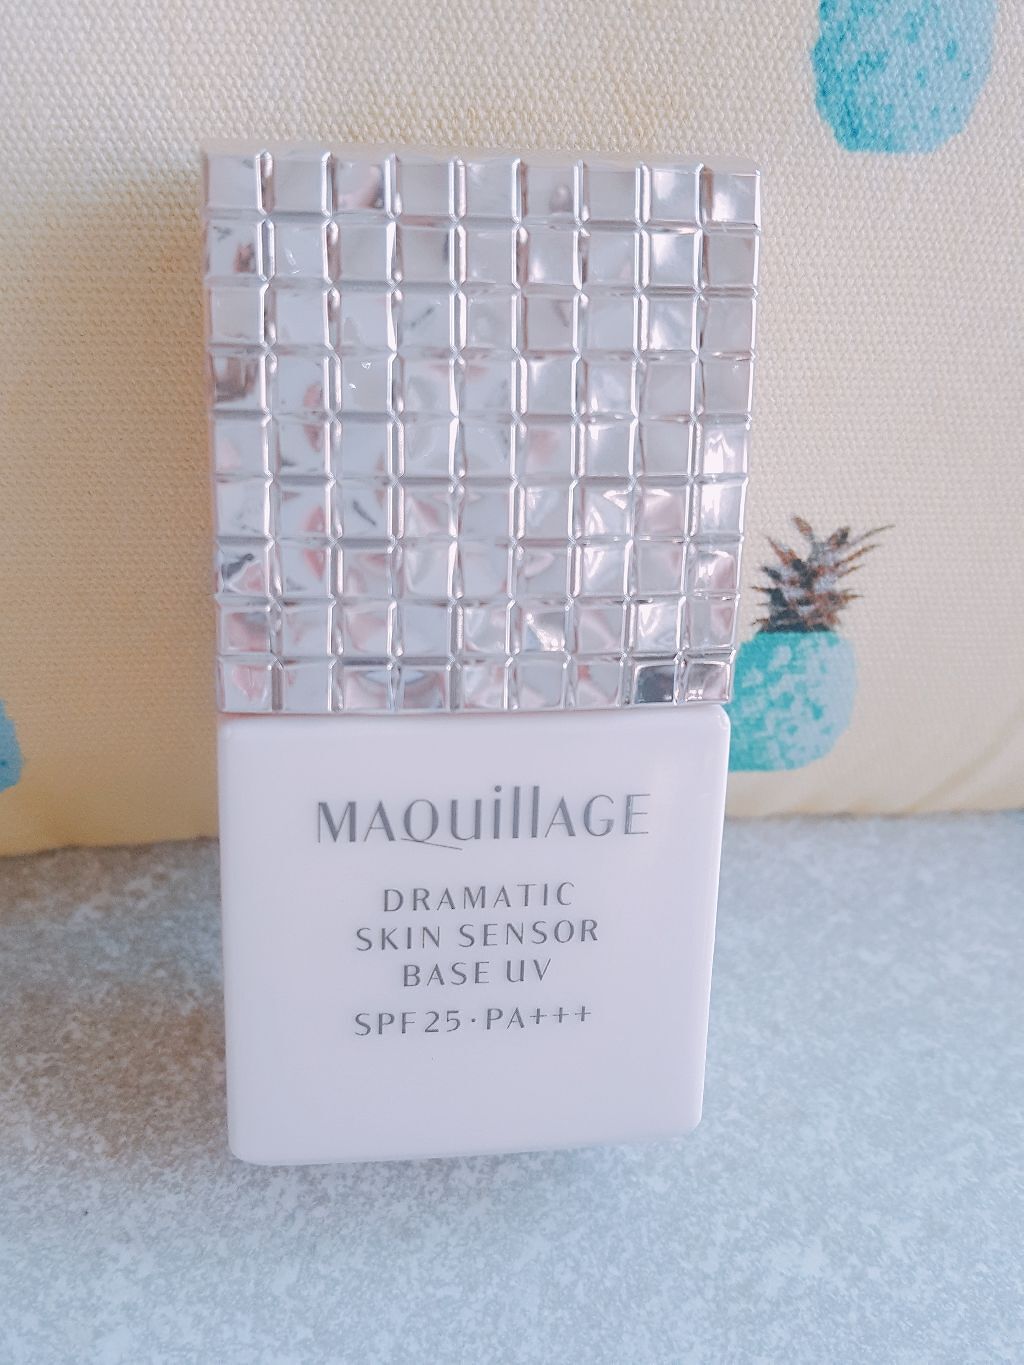 MAQuillAGE
DRAMATIC
SKIN SENSOR
BASE UV
SPF25·PA+++